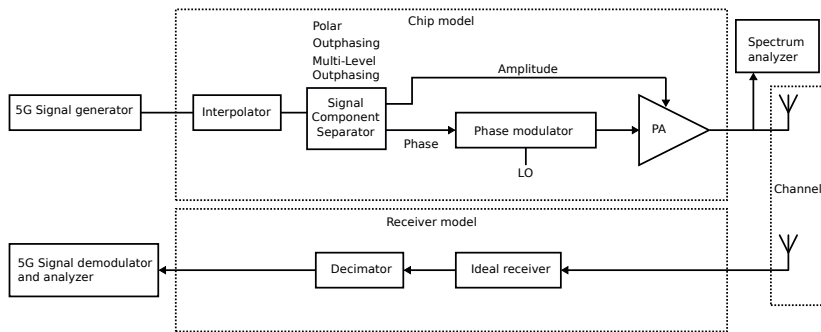 Polar
Outphasing
Multi-Level
Outphasing
Chip model
Spectrum
analyzer
Amplitude
5G Signal generator
Interpolator
Signal
Component
Separator
Phase
Phase modulator
LO
PA
Channel
Receiver model
5G Signal demodulator
and analyzer
Decimator
Ideal receiver